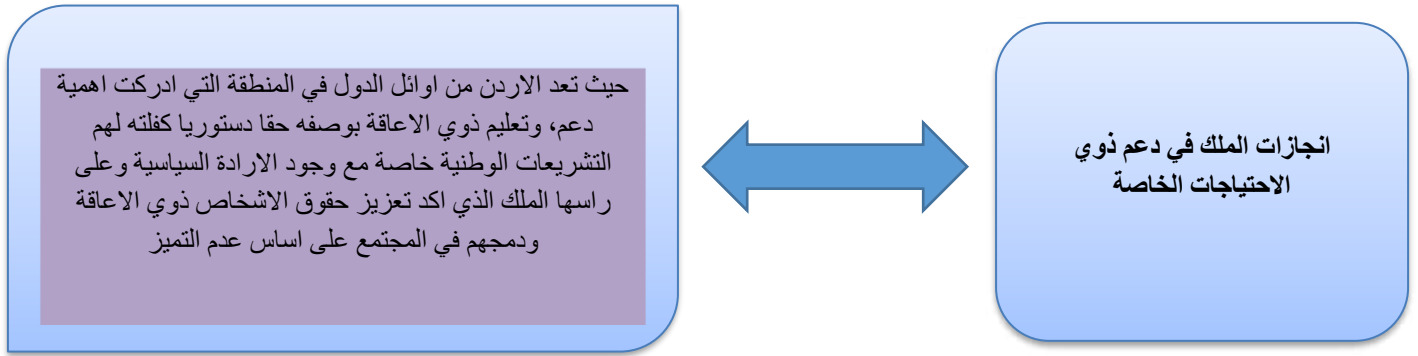 انجازات الملك في دعم ذوي
الاحتياجات الخاصة
حيث تعد الاردن من اوائل الدول في المنطقة التي ادركت اهمية
دعم، وتعليم ذوي الاعاقة بوصفه حقا دستوريا كفلته لهم
التشريعات الوطنية خاصة مع وجود الارادة السياسية وعلى
راسها الملك الذي اكد تعزيز حقوق الاشخاص ذوي الاعاقة
ودمجهم في المجتمع على اساس عدم التميز